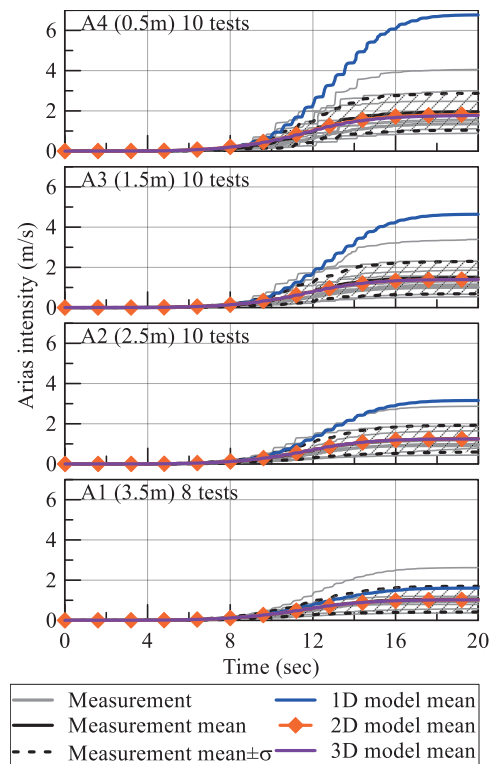 A4 (0.5m) 10 tests
6
4
2
0
A3 (1.5m) 10 tests
6
4
2
0
A2 (2.5m) 10 tests
6
4
2
0
A1 (3.5m) 8 tests
6
4
2
0
Arias intensity (m/s)
0 4 8 12 16 20
Time (sec)
Measurement 1D model mean
Measurement mean 2D model mean
Measurement mean±σ 3D model mean